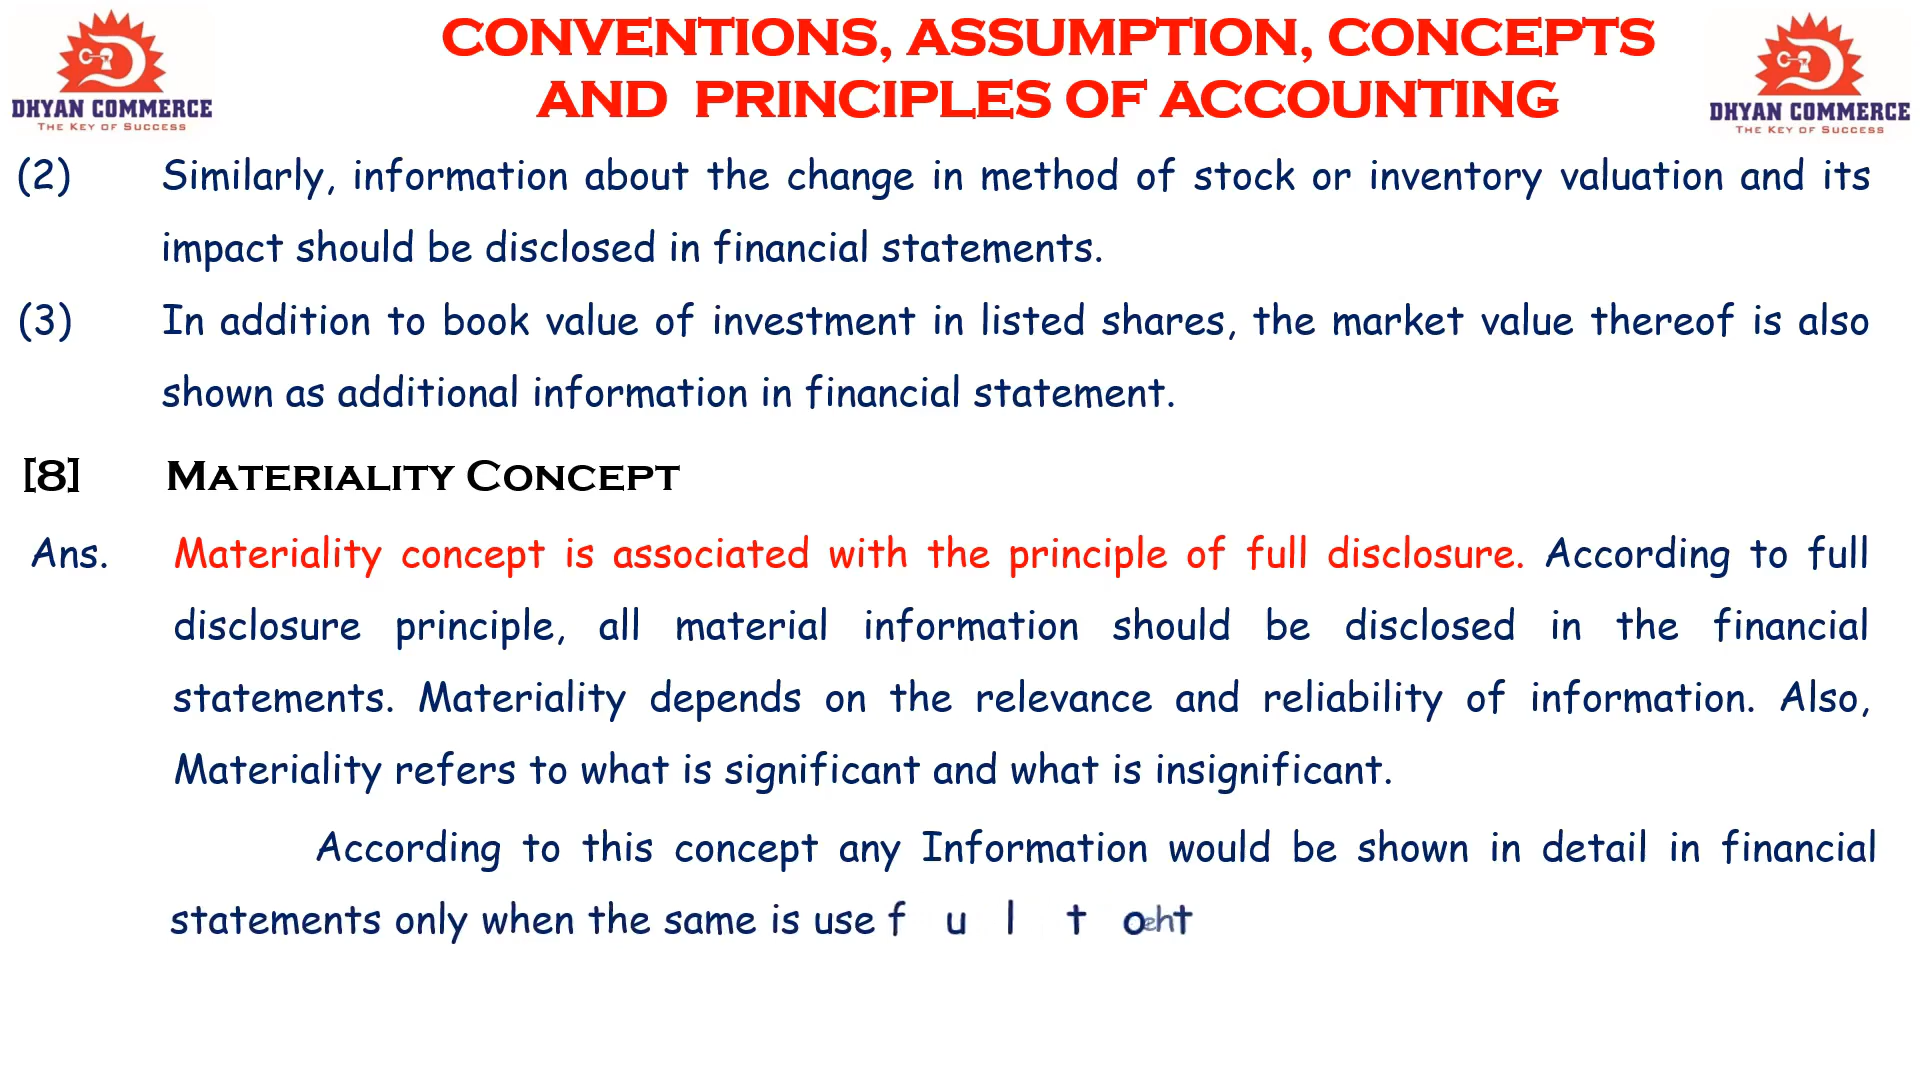 CONVENTIONS, ASSUMPTION, CONCEPTS
AND PRINCIPLES OF ACCOUNTING
DHYAN COMMERCE
THE KEY OF SUCCESS
DHYAN COMMERCE
THE KEY OF SUCCESS
(2) Similarly, information about the change in method of stock or inventory valuation and its
impact should be disclosed in financial statements.
(3) In addition to book value of investment in listed shares, the market value thereof is also
shown as additional information in financial statement.
[8] MATERIALITY CONCEPT
Ans. Materiality concept is associated with the principle of full disclosure. According to full
disclosure principle, all material information should be disclosed in the financial
statements. Materiality depends on the relevance and reliability of information. Also,
Materiality refers to what is significant and what is insignificant.
According to this concept any Information would be shown in detail in financial
statements only when the same is use f u l t o